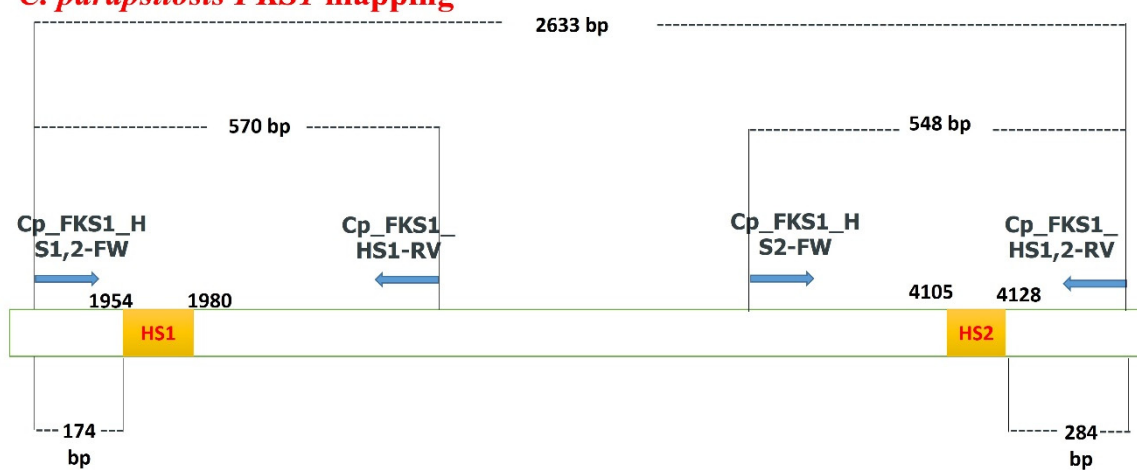 C. parapsilosis FKS1 mapping
2633 bp
570 bp
548 bp
Cp_FKS1_H
S1,2-FW
Cp_FKS1_
HS1-RV
Cp_FKS1_H
S2-FW
Cp_FKS1_
HS1,2-RV
1954
1980
4105
4128
HS1
HS2
174
bp
284
bp